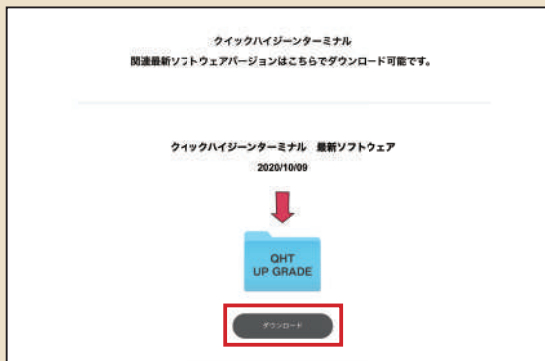 クイックハイジーンターミナル
関連最新ソフトウェアバージョンはこちらでダウンロード可能です。
クイックハイジーンターミナル 最新ソフトウェア
2020/10/09
QHT
UP GRADE
ダウンロード